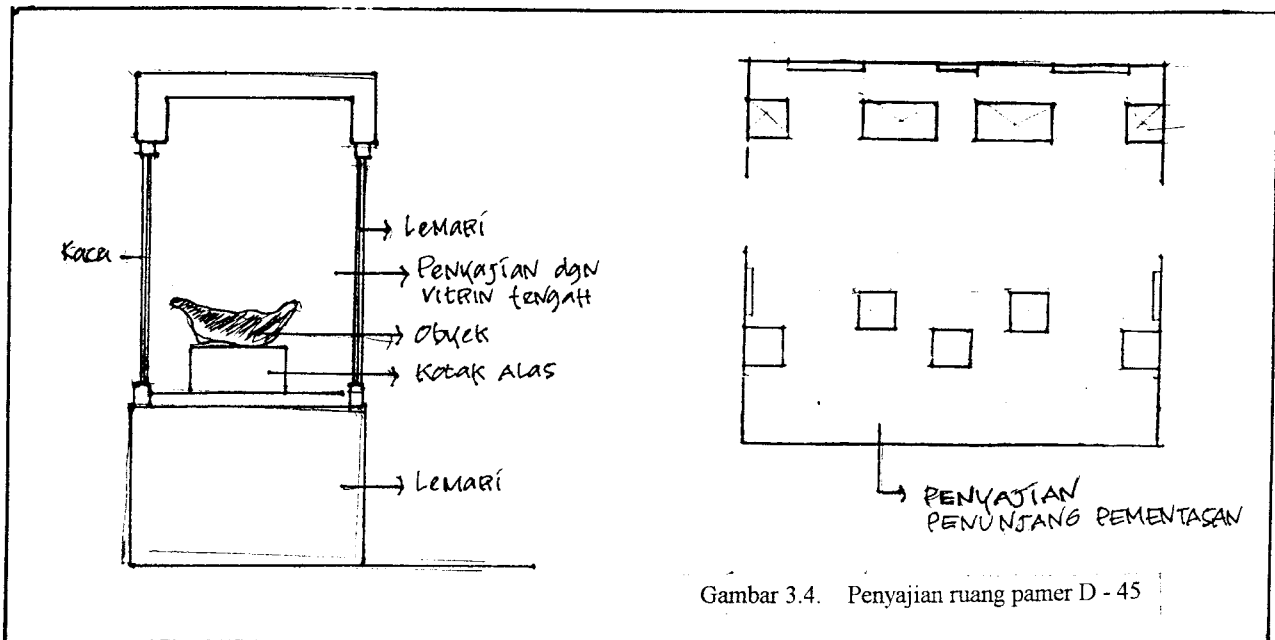 Kaca
Lemari
Penyajian dgn
vitrin tengah
Obyek
Kotak Alas
Lemari
PENYAJIAN
PENUNJANG PEMENTASAN
Gambar 3.4. Penyajian ruang pamer D - 45